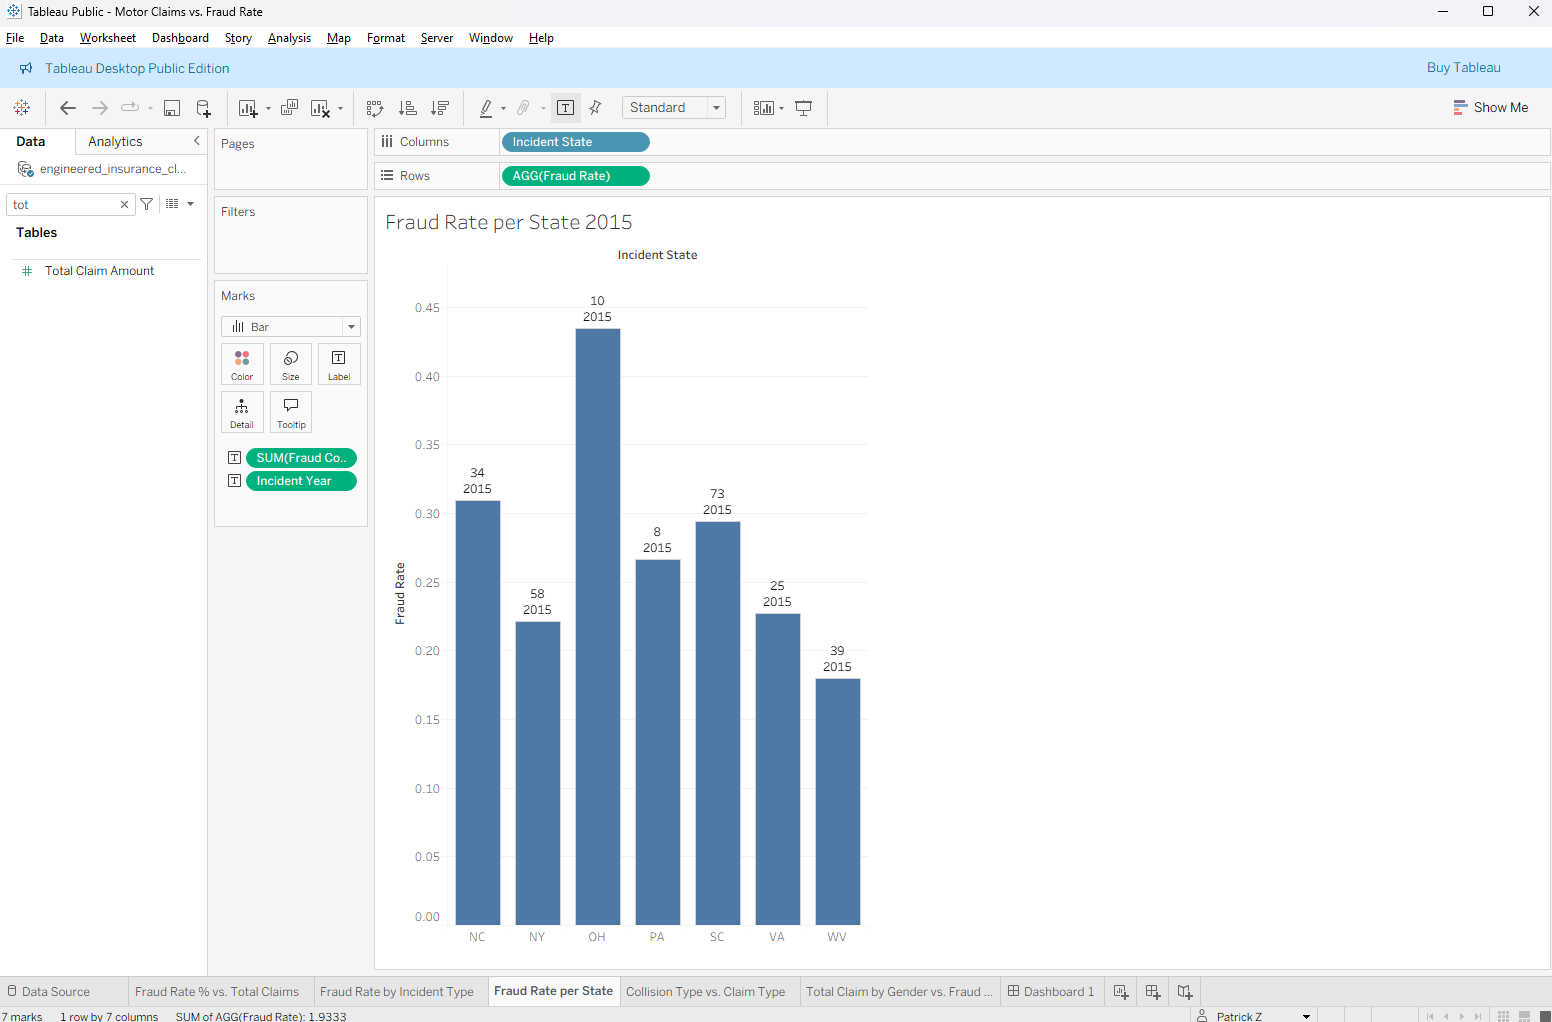 Tableau Public - Motor Claims vs. Fraud Rate
File Data Worksheet Dashboard Story Analysis Map Format Server Window Help
Tableau Desktop Public Edition
Buy Tableau
Standard
Show Me
Data Analytics
engineered_insurance_cl...
tot
Tables
Total Claim Amount
Pages
Filters
Marks
Bar
Color Size Label
Detail Tooltip
SUM(Fraud Co..
Incident Year
Columns Incident State
Rows AGG(Fraud Rate)
Fraud Rate per State 2015
Incident State
Fraud Rate
0.45
0.40
0.35
0.30
0.25
0.20
0.15
0.10
0.05
0.00
34
2015
58
2015
10
2015
8
2015
73
2015
25
2015
39
2015
NC NY OH PA SC VA WV
Data Source Fraud Rate % vs. Total Claims Fraud Rate by Incident Type Fraud Rate per State Collision Type vs. Claim Type Total Claim by Gender vs. Fraud ... Dashboard 1
7 marks 1 row by 7 columns SUM of AGG(Fraud Rate): 1.9333 Patrick Z